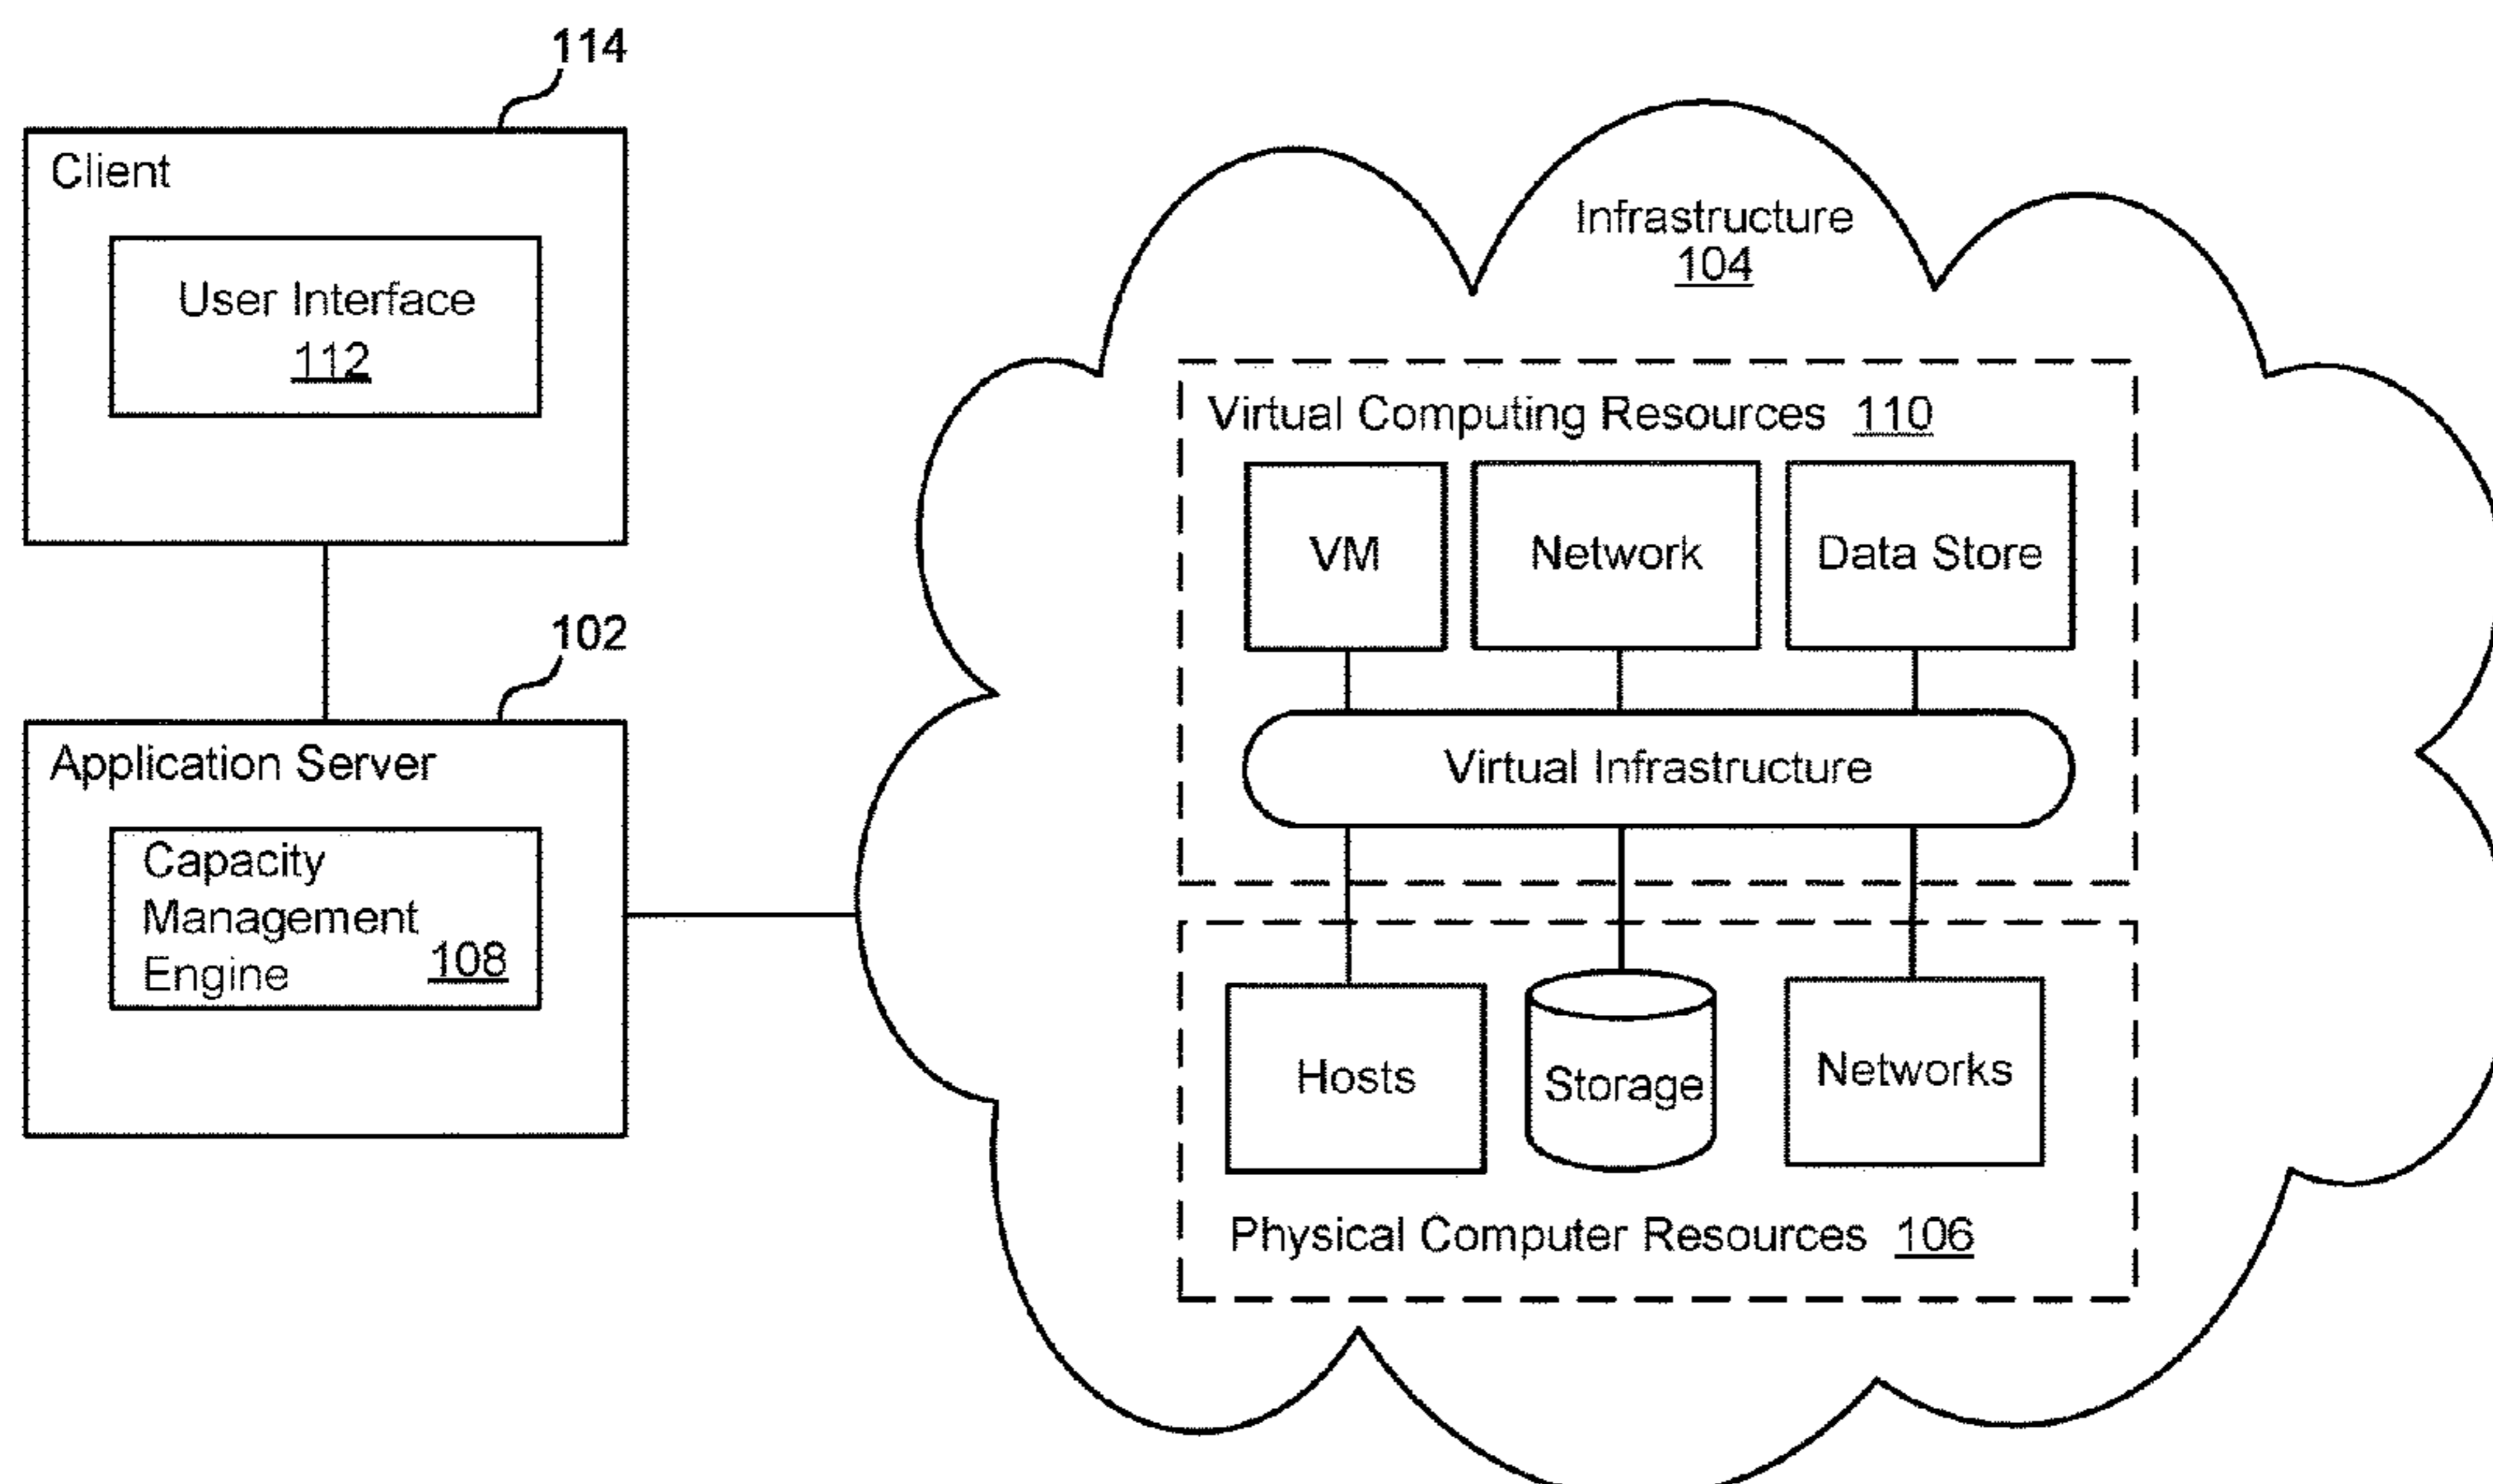 114
Client
User Interface
112
102
Application Server
Capacity
Management
Engine 108
Infrastructure
104
Virtual Computing Resources 110
VM
Network
Data Store
Virtual Infrastructure
Hosts
Storage
Networks
Physical Computer Resources 106